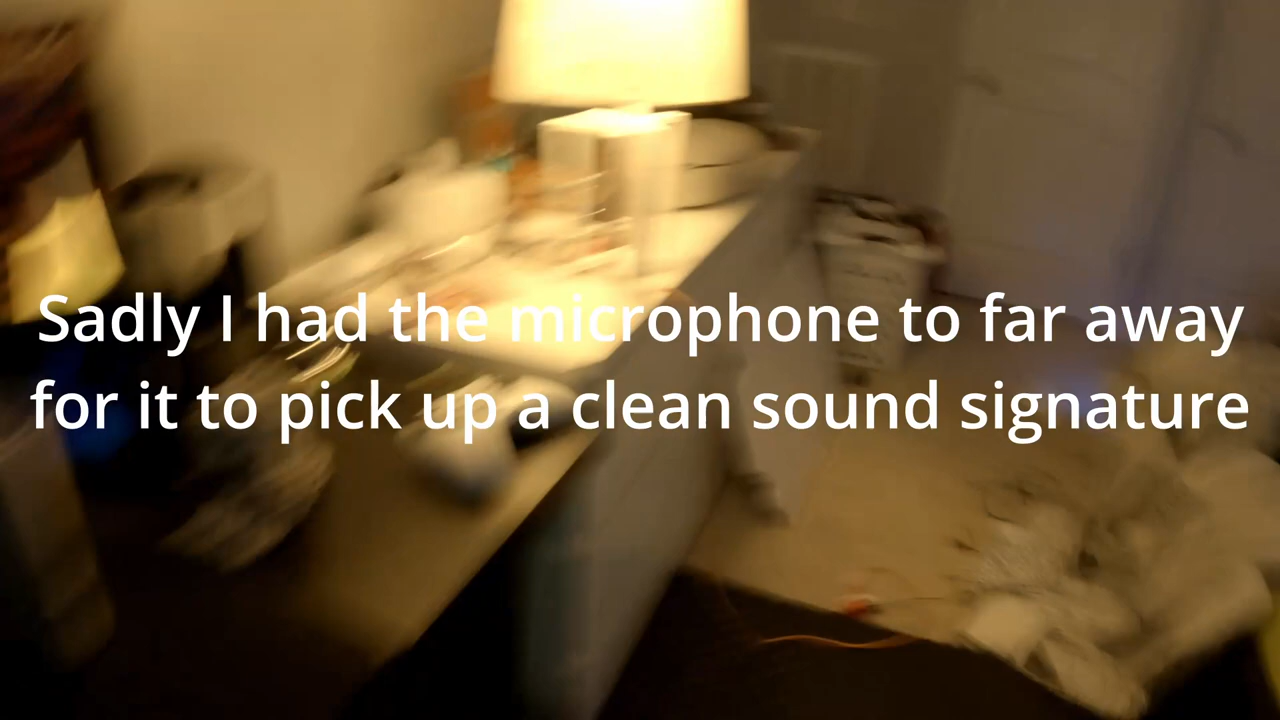 Sadly I had the microphone to far away
for it to pick up a clean sound signature